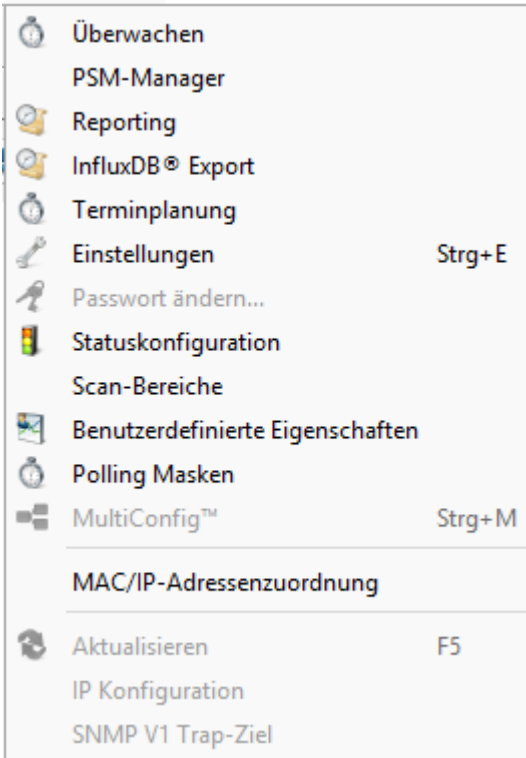 Überwachen
PSM-Manager
Reporting
InfluxDB® Export
Terminplanung
Einstellungen Strg+E
Passwort ändern...
Statuskonfiguration
Scan-Bereiche
Benutzerdefinierte Eigenschaften
Polling Masken
MultiConfig™ Strg+M
MAC/IP-Adressenzuordnung
Aktualisieren F5
IP Konfiguration
SNMP V1 Trap-Ziel